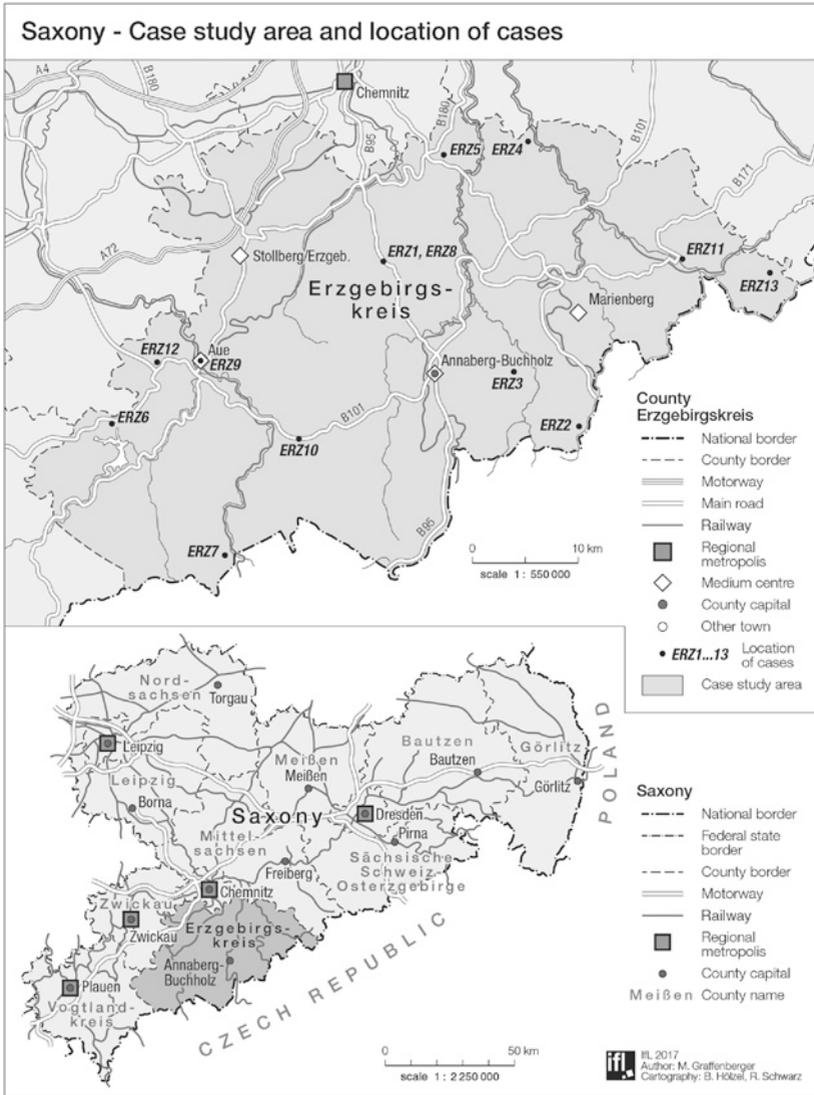 Saxony - Case study area and location of cases
A4
B180
Chemnitz
B95
B180
B101
B171
ERZ5
ERZ4
A72
Stollberg/Erzgeb.
ERZ1, ERZ8
ERZ11
ERZ13
Erzgebirgs-
kreis
Marienberg
ERZ12
Aue
ERZ9
Annaberg-Buchholz
ERZ3
ERZ6
B101
ERZ2
ERZ10
B95
ERZ7
0 10 km
scale 1 : 550 000
County
Erzgebirgskreis
National border
County border
Motorway
Main road
Railway
Regional
metropolis
Medium centre
County capital
Other town
ERZ1...13 Location
of cases
Case study area
Nord-
sachsen
Torgau
Leipzig
Leipzig
Borna
Meißen
Meißen
Bautzen
Bautzen
Görlitz
Görlitz
POLAND
Saxony
Dresden
Pirna
Mittel-
sachsen
Freiberg
Sächsische
Schweiz-
Osterzgebirge
Chemnitz
Zwickau
Zwickau
Erzgebirgs-
kreis
Annaberg-
Buchholz
Plauen
Vogtland-
kreis
CZECH REPUBLIC
0 50 km
scale 1 : 2 250 000
Saxony
National border
Federal state
border
County border
Motorway
Railway
Regional
metropolis
County capital
Meißen County name
ifl
IfL 2017
Author: M. Graffenberger
Cartography: B. Hölzel, R. Schwarz